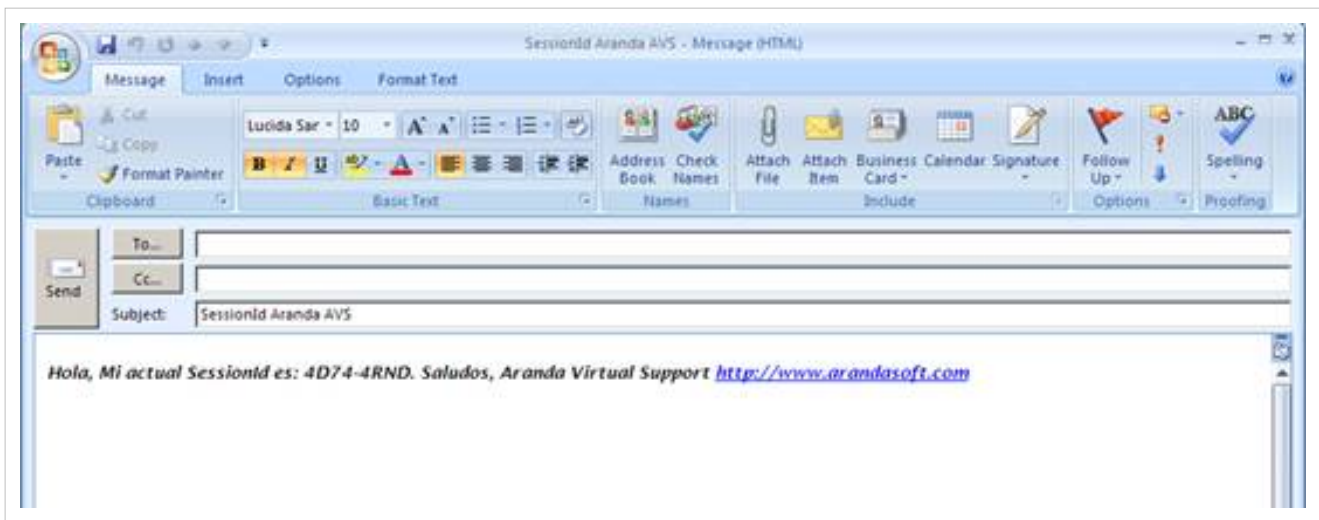 SessionId Aranda AVS - Message (HTML)
Message Insert Options Format Text
Paste
Cut
Copy
Format Painter
Clipboard
Lucida Sar 10
B I U
Basic Text
Address Book
Check Names
Names
Attach File
Attach Item
Business Card
Calendar
Signature
Include
Follow Up
Options
ABC
Spelling
Proofing
Send
To...
Cc...
Subject: SessionId Aranda AVS
Hola, Mi actual SessionId es: 4D74-4RND. Saludos, Aranda Virtual Support http://www.arandasoft.com